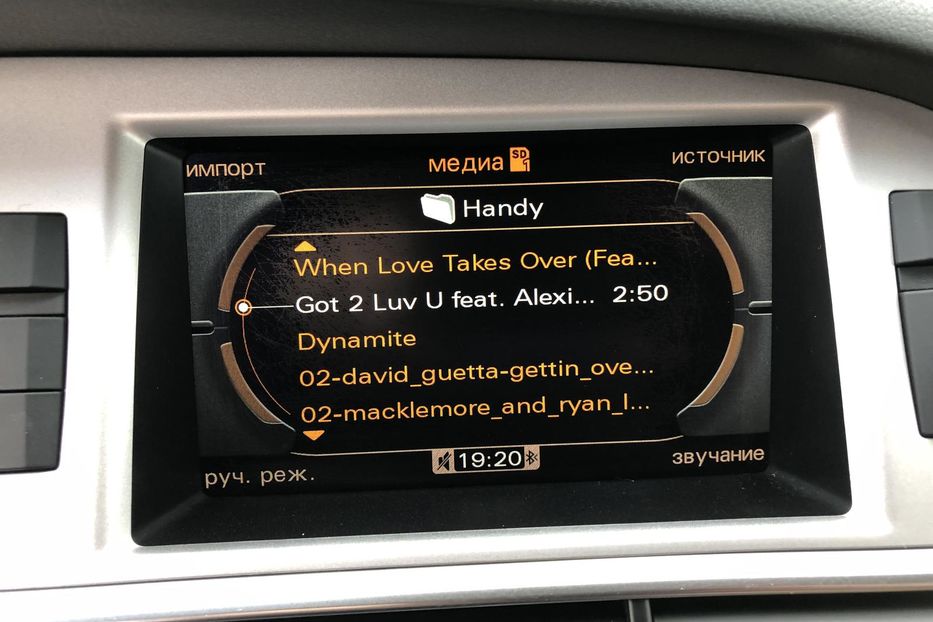 импорт
медиа SD 1
источник
Handy
When Love Takes Over (Fea...
Got 2 Luv U feat. Alexi... 2:50
Dynamite
02-david_guetta-gettin_ove...
02-macklemore_and_ryan_l...
руч. реж.
19:20
звучание